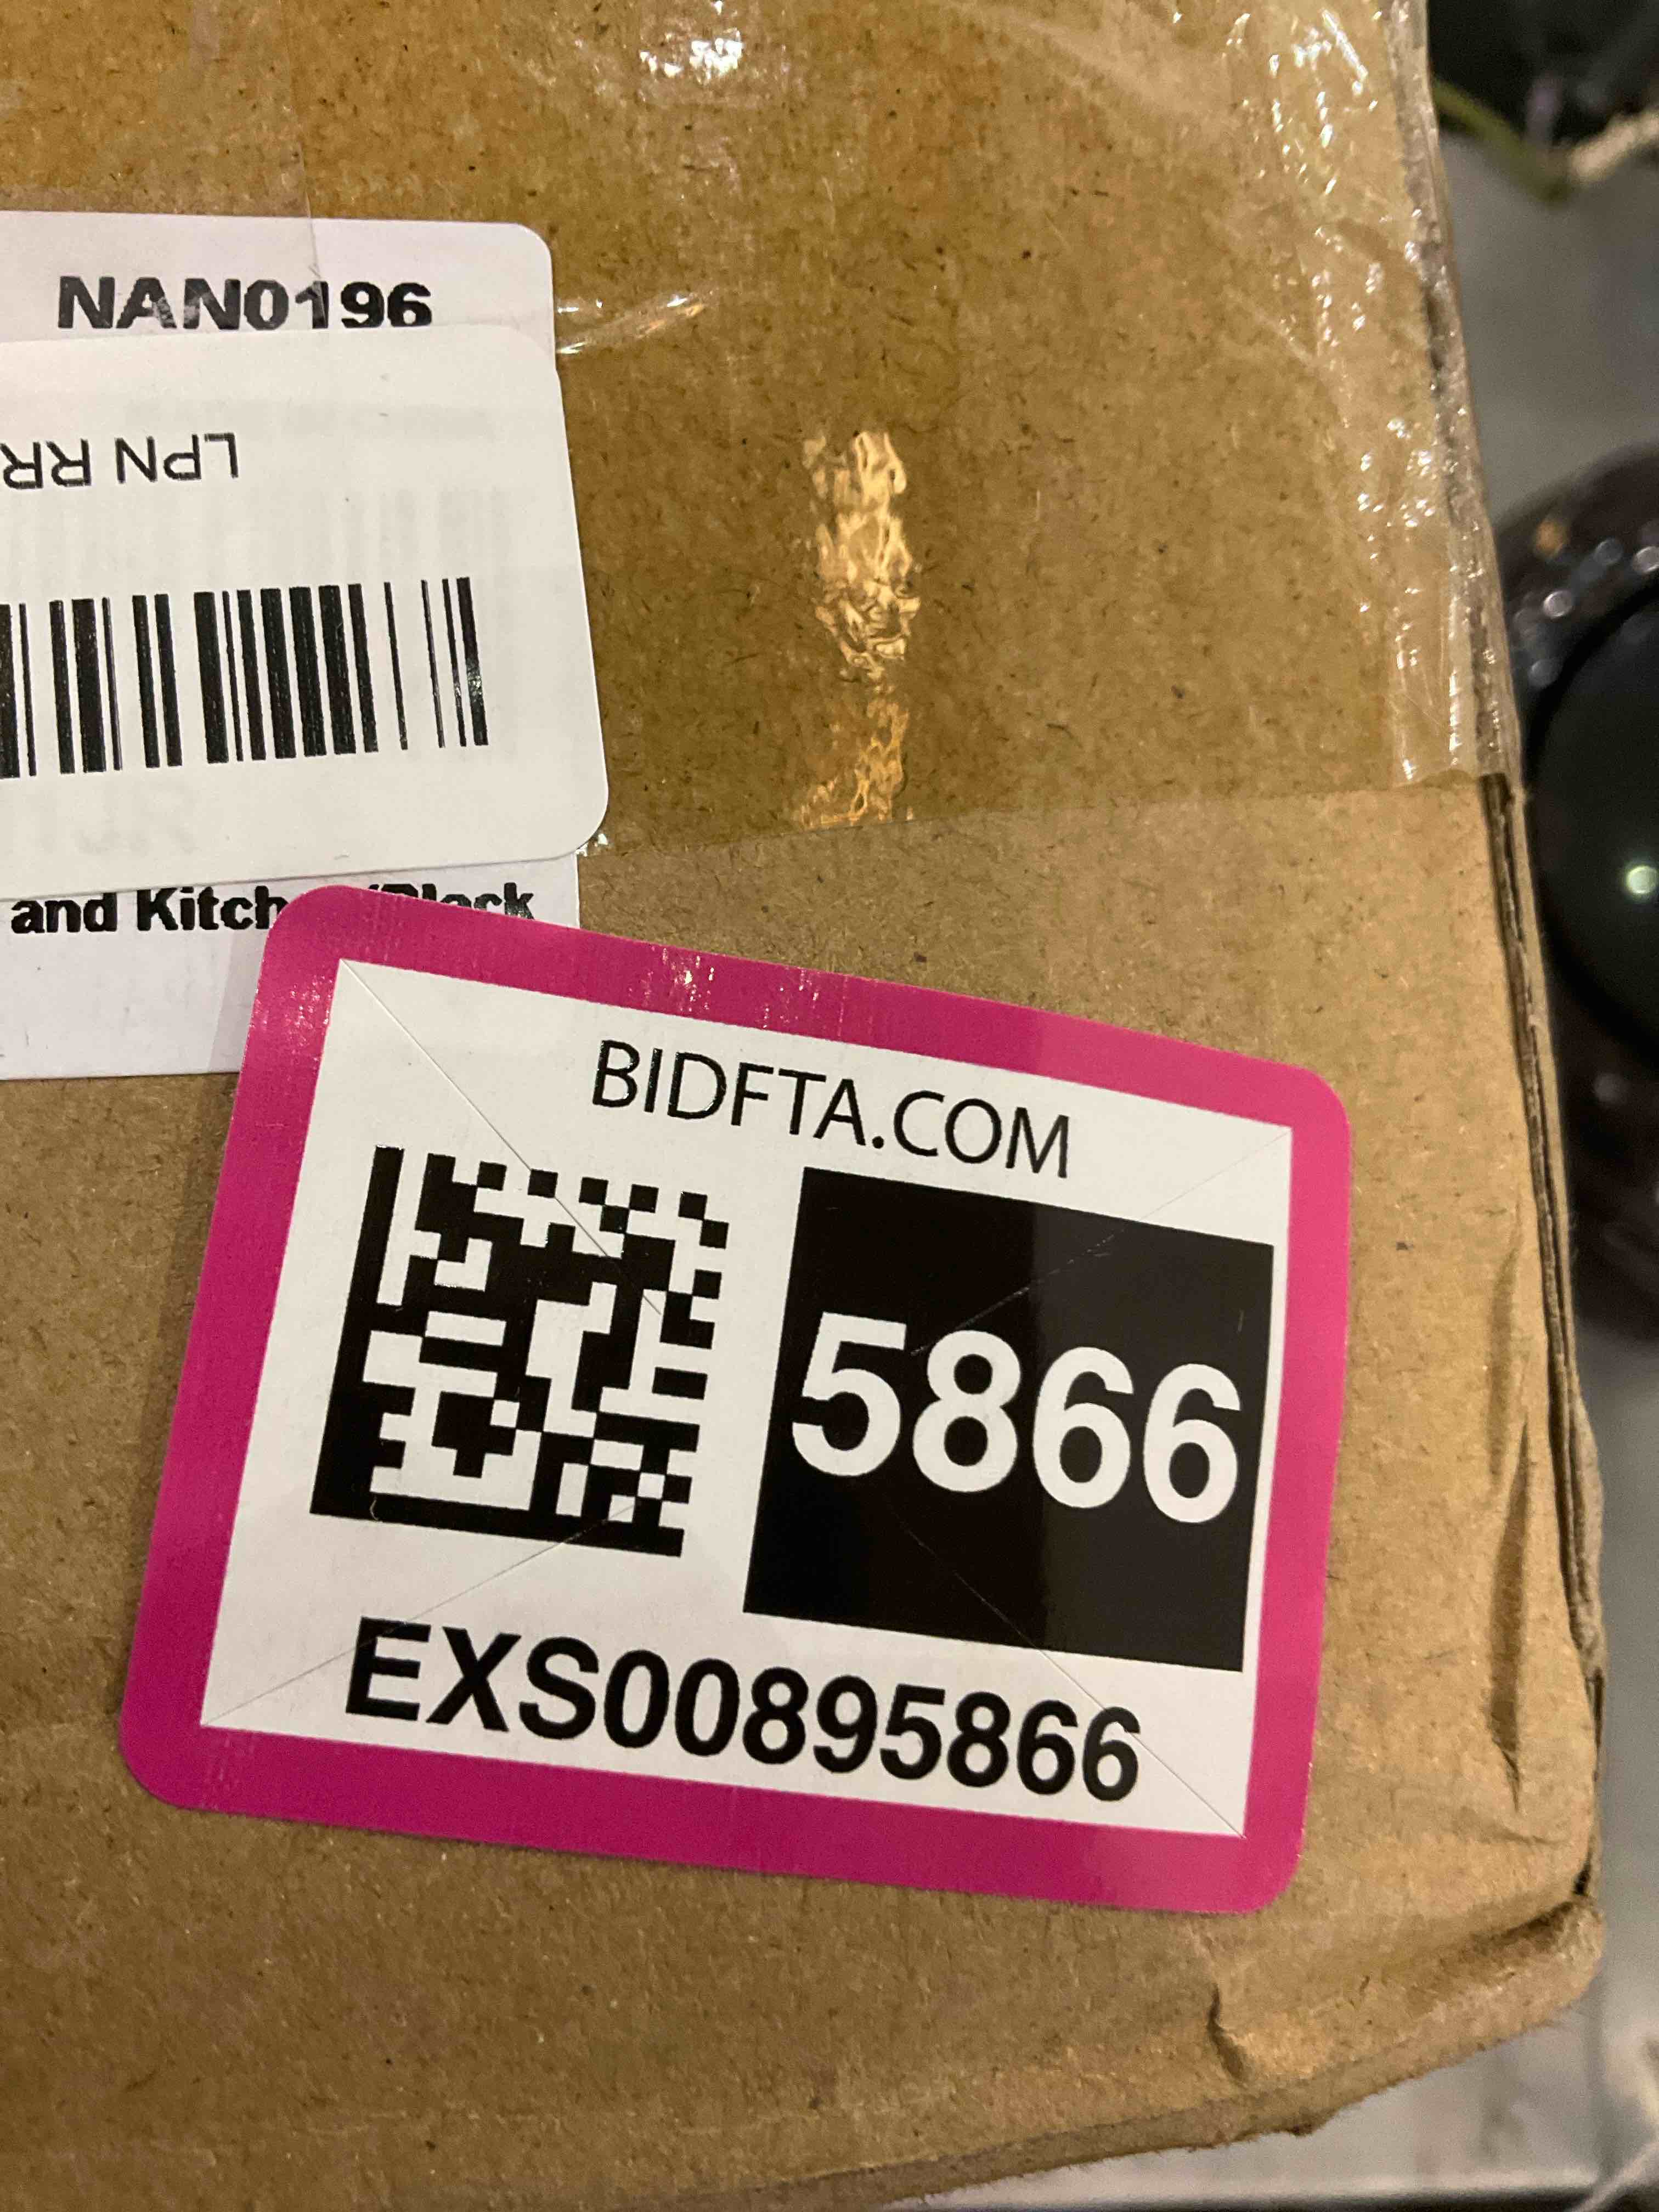 NAN0196
LPN RR
and Kitch
BIDFTA.COM
5866
EXS00895866